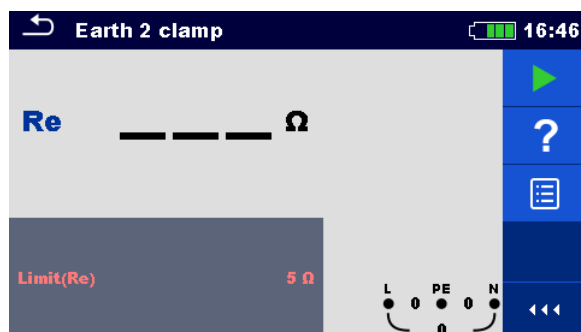 Earth 2 clamp 16:46
Re _ _ _ Ω
?
Limit(Re) 5 Ω
L PE N
0 0
0